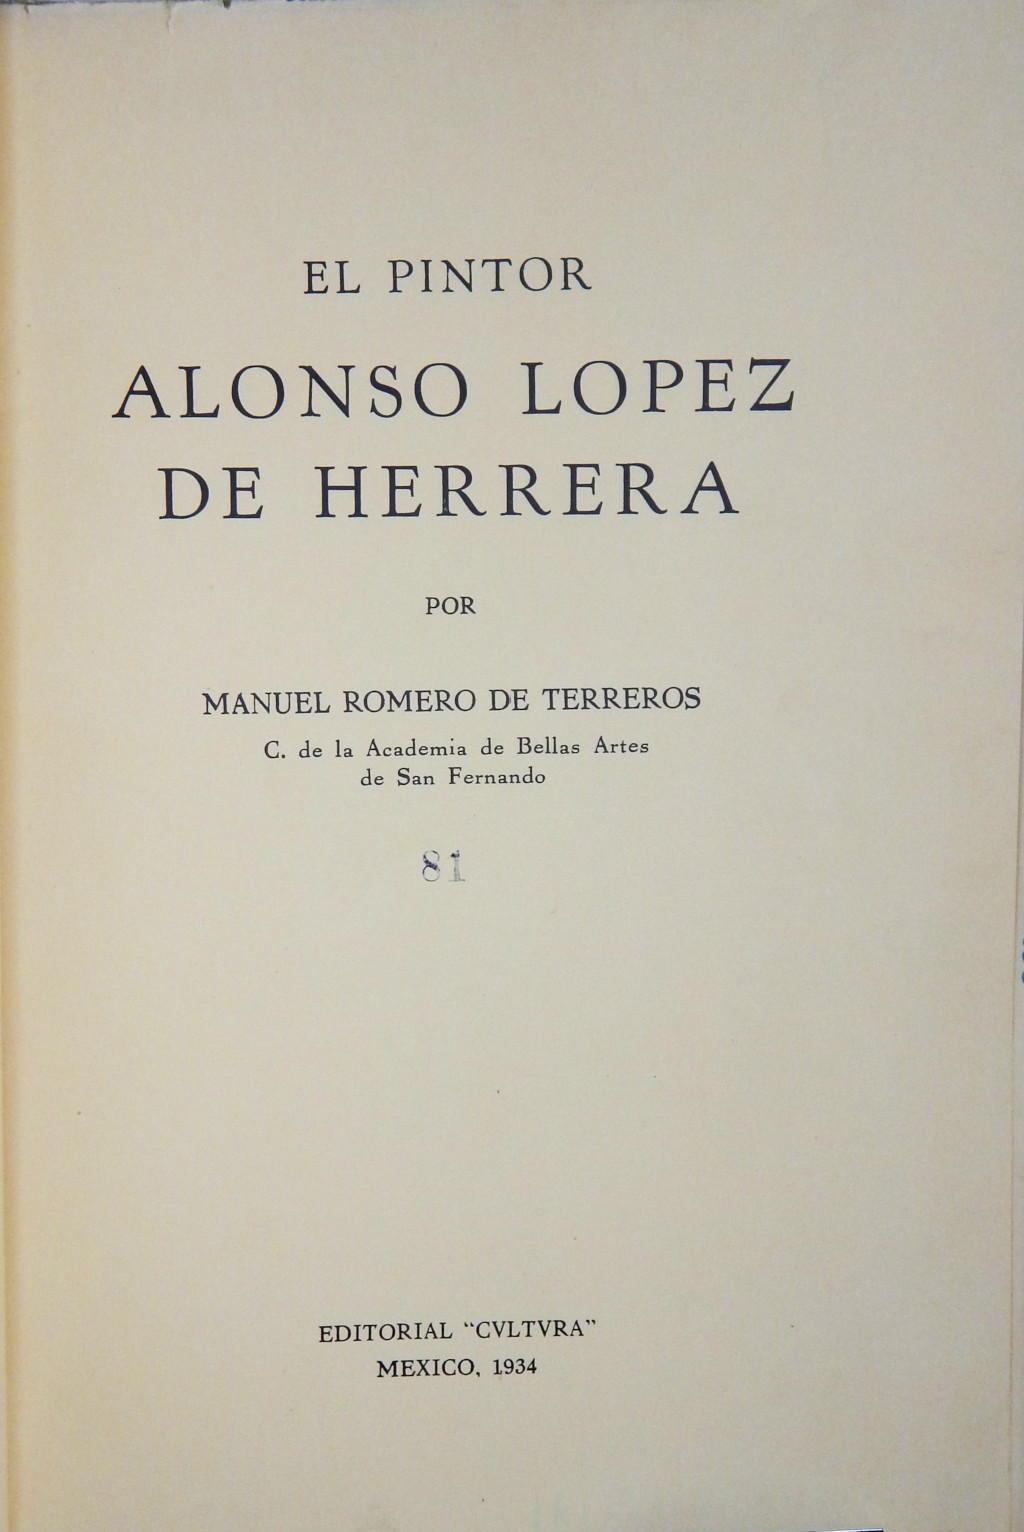 EL PINTOR
ALONSO LOPEZ
DE HERRERA
POR
MANUEL ROMERO DE TERREROS
C. de la Academia de Bellas Artes
de San Fernando
81
EDITORIAL “CVLTVRA”
MEXICO, 1934